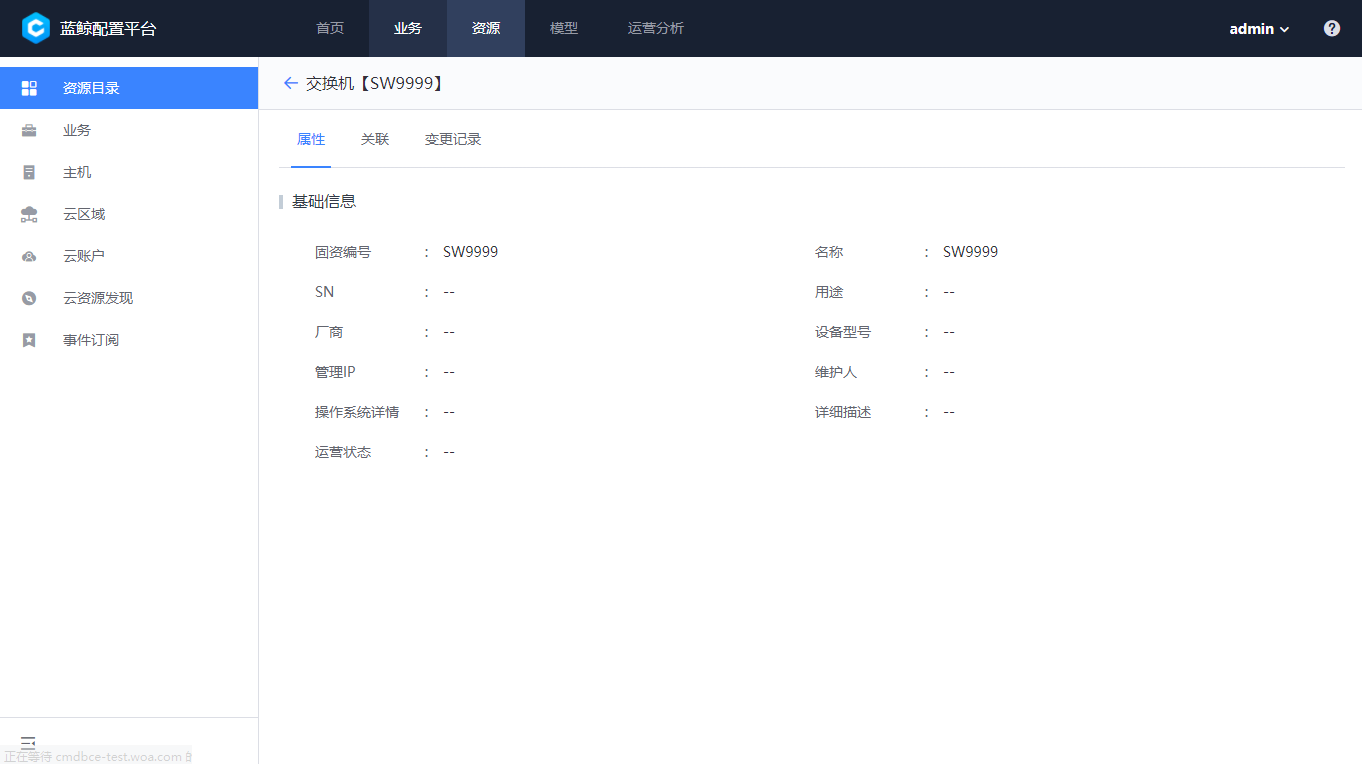 蓝鲸配置平台 首页 业务 资源 模型 运营分析 admin
资源目录
业务
主机
云区域
云账户
云资源发现
事件订阅
交换机【SW9999】
属性 关联 变更记录
基础信息
固资编号 : SW9999 名称 : SW9999
SN : -- 用途 : --
厂商 : -- 设备型号 : --
管理IP : -- 维护人 : --
操作系统详情 : -- 详细描述 : --
运营状态 : --
正在等待 cmdbce-test.woa.com